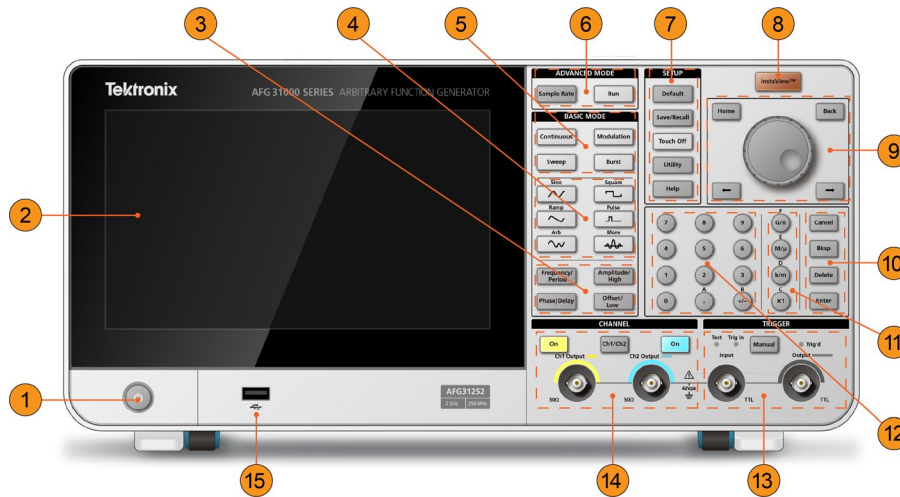 3
4
5
6
7
8
Tektronix
AFG 31000 SERIES ARBITRARY FUNCTION GENERATOR
ADVANCED MODE
Sample Rate
Run
BASIC MODE
Continuous
Modulation
Sweep
Burst
Sine
Square
Ramp
Pulse
Arb
More
Frequency/
Period
Amplitude/
High
Phase|Delay
Offset/
Low
SETUP
Default
Save/Recall
Touch Off
Utility
Help
InstaView™
Home
Back
9
2
7
8
9
4
5
6
1
2
3
A
B
0
.
+/-
F
G/n
E
M/µ
D
k/m
C
X1
Cancel
Bksp
Delete
Enter
10
11
CHANNEL
On
Ch1/Ch2
On
Ch1 Output
Ch2 Output
50Ω
50Ω
42Vpk
TRIGGER
Text
Trig in
Manual
Trig'd
Input
Output
TTL
TTL
12
1
AFG31252
2 GS/s
250 MHz
15
14
13